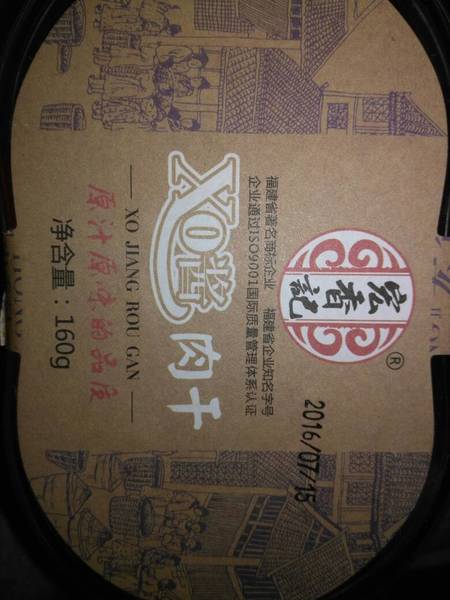 宏香記
®
2016/07/15
福建省著名商标企业 福建省企业知名字号
企业通过ISO9001国际质量管理体系认证
XO酱肉干
XO JIANG ROU GAN
原汁原味的品质
净含量：160g